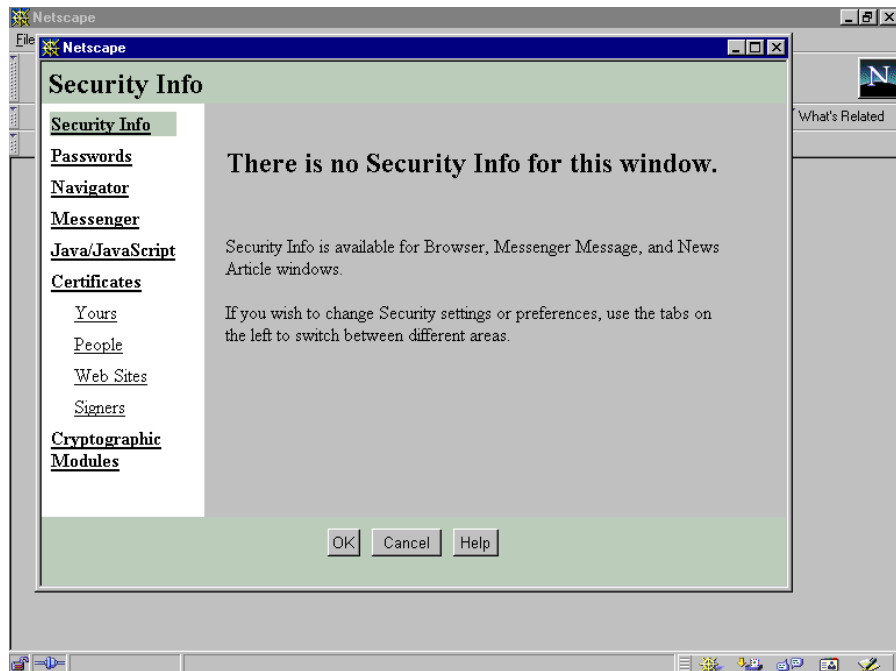 Netscape
File
Netscape
Security Info
N
What's Related
Security Info
Passwords
Navigator
Messenger
Java/JavaScript
Certificates
Yours
People
Web Sites
Signers
Cryptographic
Modules
There is no Security Info for this window.
Security Info is available for Browser, Messenger Message, and News
Article windows.
If you wish to change Security settings or preferences, use the tabs on
the left to switch between different areas.
OK
Cancel
Help